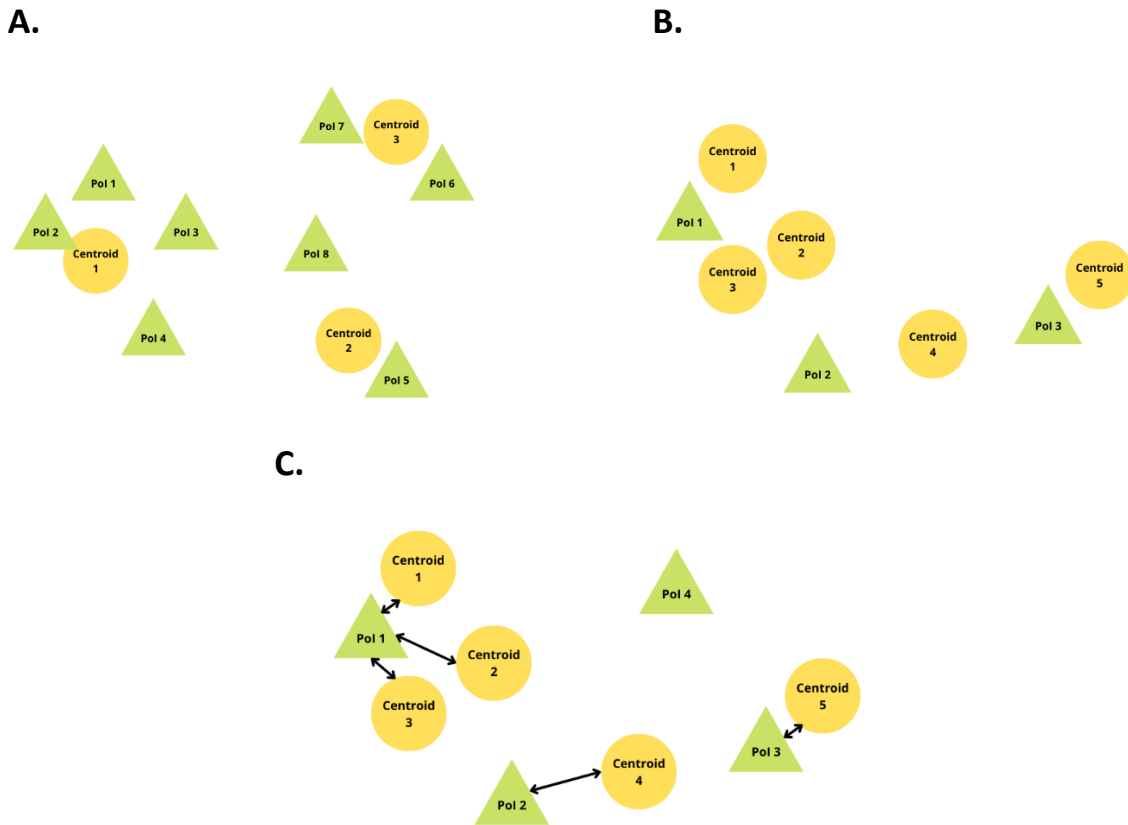 A.
Pol 7
Centroid
3
Pol 1
Pol 6
Pol 2
Pol 3
Centroid
1
Pol 8
Pol 4
Centroid
2
Pol 5
B.
Centroid
1
Pol 1
Centroid
2
Centroid
3
Centroid
5
Pol 3
Centroid
4
Pol 2
C.
Centroid
1
Pol 4
Pol 1
Centroid
2
Centroid
3
Centroid
5
Pol 3
Centroid
4
Pol 2